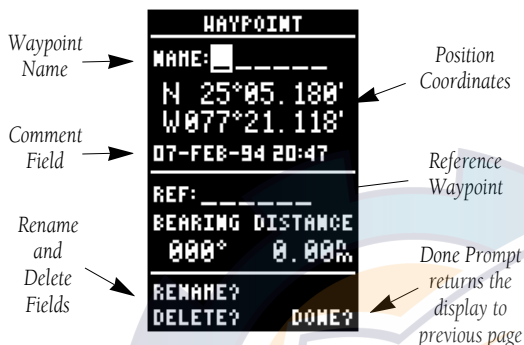 WAYPOINT
Waypoint
Name
NAME:_ _ _ _ _ _
Position
Coordinates
N 25°05.180'
W077°21.118'
Comment
Field
07-FEB-94 20:47
Reference
Waypoint
REF:_ _ _ _ _ _
BEARING DISTANCE
000° 0.00nm
Rename
and
Delete
Fields
RENAME?
DELETE? DONE?
Done Prompt
returns the
display to
previous page